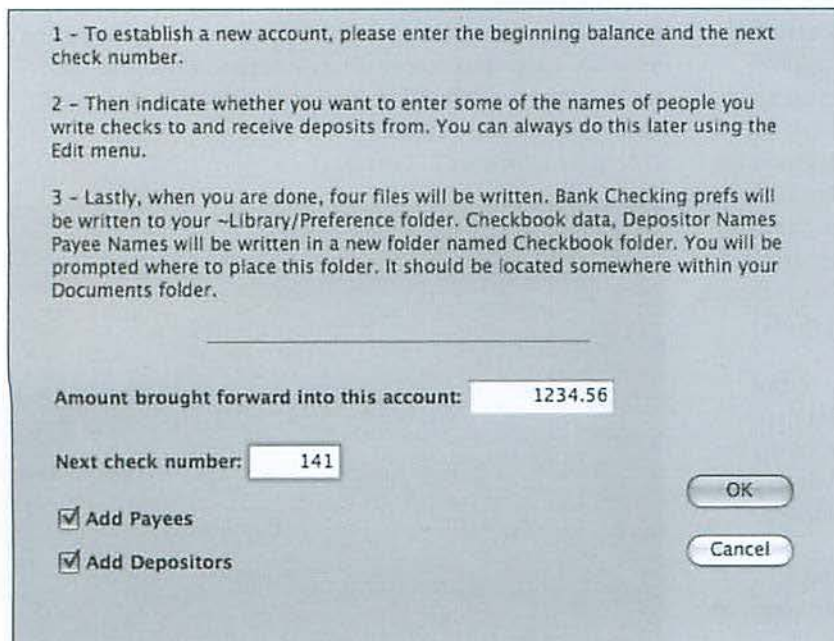 1 - To establish a new account, please enter the beginning balance and the next
check number.
2 - Then indicate whether you want to enter some of the names of people you
write checks to and receive deposits from. You can always do this later using the
Edit menu.
3 - Lastly, when you are done, four files will be written. Bank Checking prefs will
be written to your ~Library/Preference folder. Checkbook data, Depositor Names
Payee Names will be written in a new folder named Checkbook folder. You will be
prompted where to place this folder. It should be located somewhere within your
Documents folder.
Amount brought forward into this account: 1234.56
Next check number: 141
OK
Add Payees
Cancel
Add Depositors